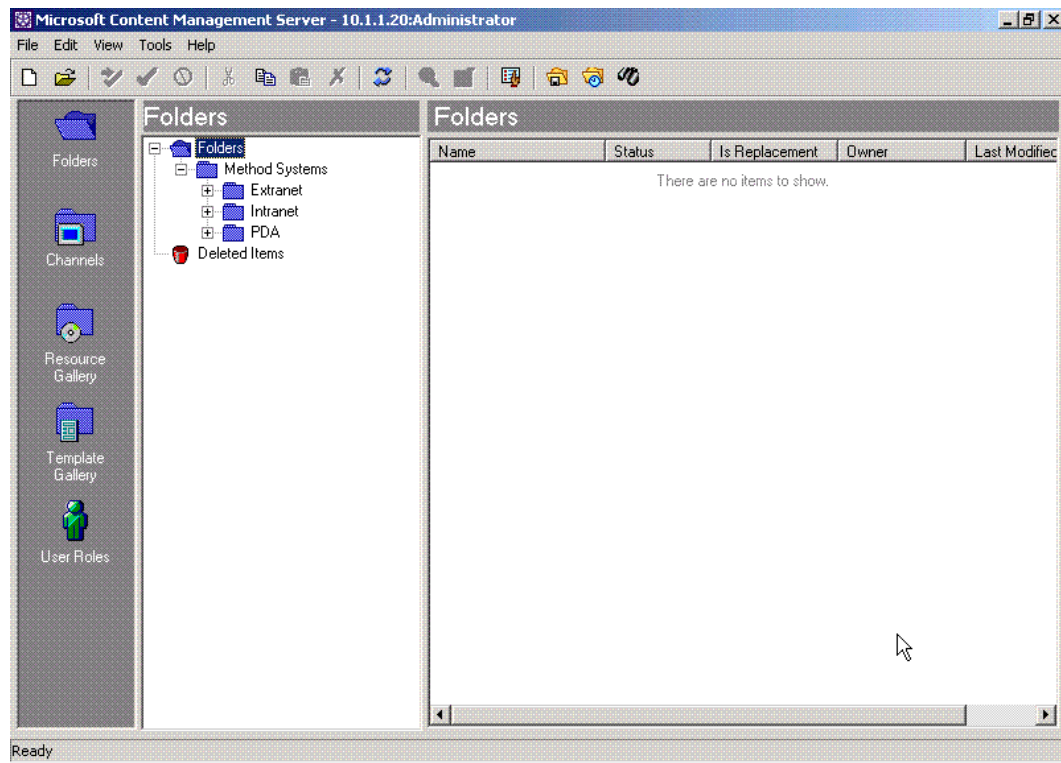 Microsoft Content Management Server - 10.1.1.20:Administrator
File Edit View Tools Help
Folders
Channels
Resource
Gallery
Template
Gallery
User Roles
Folders
Folders
Method Systems
Extranet
Intranet
PDA
Deleted Items
Folders
Name Status Is Replacement Owner Last Modified
There are no items to show.
Ready